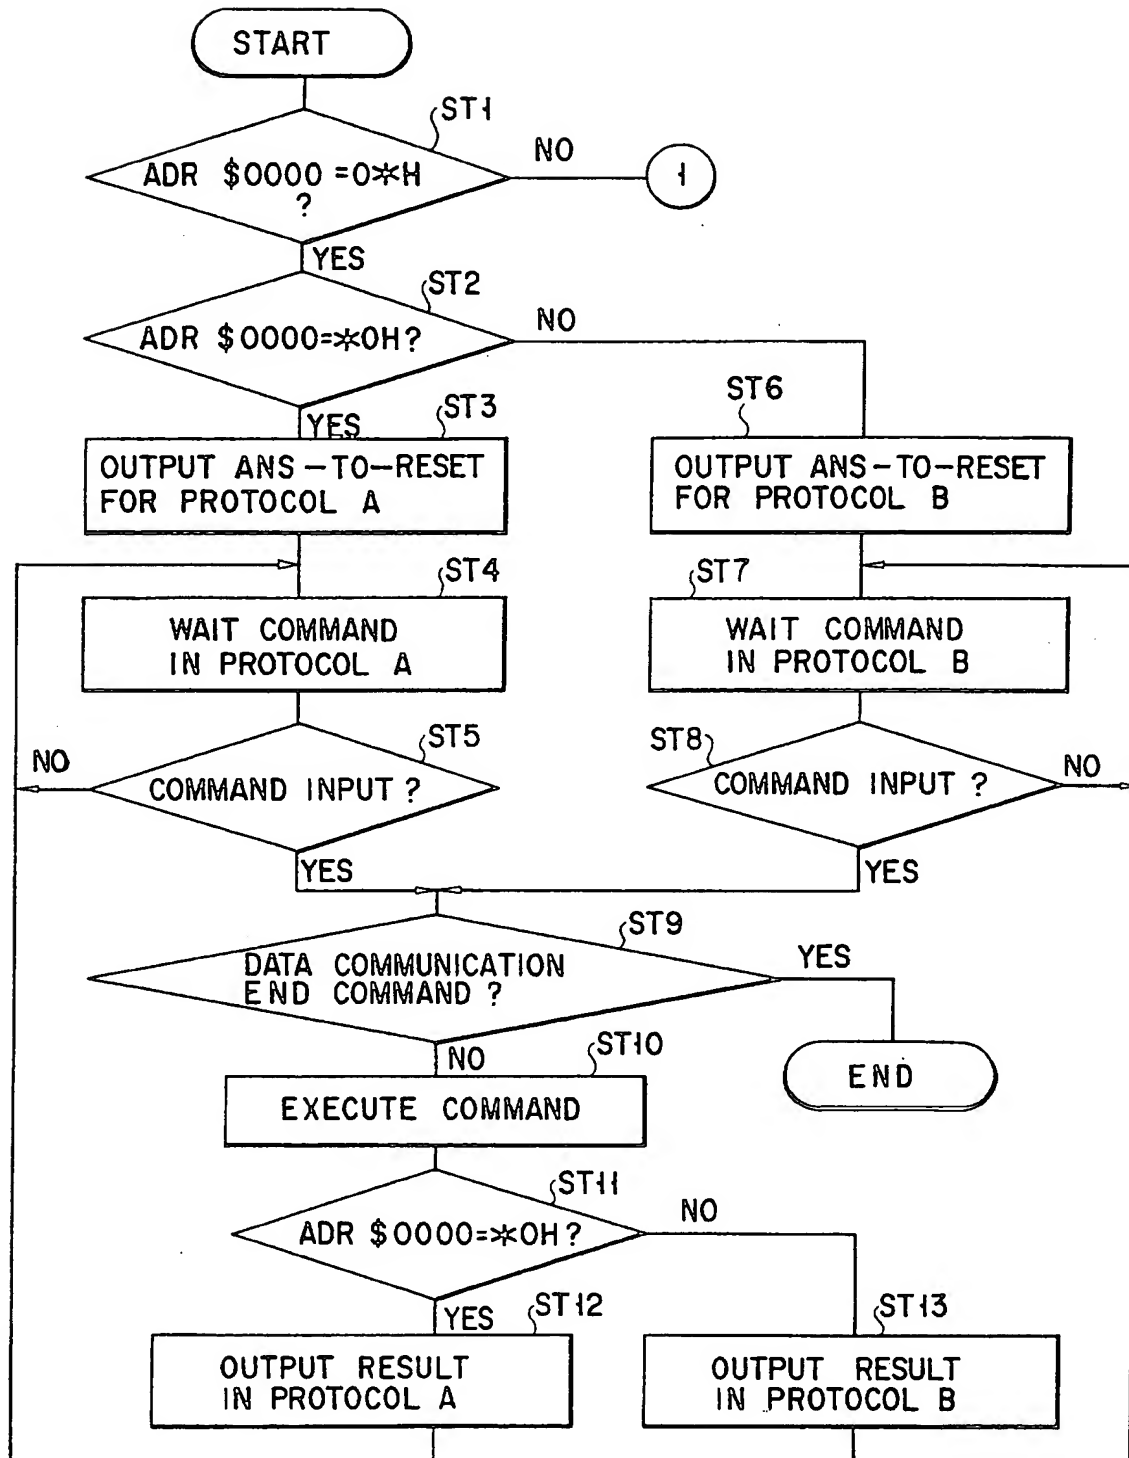 START
ST1
ADR $0000=0*H
?
NO
1
YES
ST2
ADR $0000=*0H?
NO
YES
ST3
OUTPUT ANS-TO-RESET
FOR PROTOCOL A
ST6
OUTPUT ANS-TO-RESET
FOR PROTOCOL B
ST4
WAIT COMMAND
IN PROTOCOL A
ST7
WAIT COMMAND
IN PROTOCOL B
ST5
COMMAND INPUT?
NO
YES
ST8
COMMAND INPUT?
NO
YES
ST9
DATA COMMUNICATION
END COMMAND?
YES
END
NO
ST10
EXECUTE COMMAND
ST11
ADR $0000=*0H?
NO
YES
ST12
OUTPUT RESULT
IN PROTOCOL A
ST13
OUTPUT RESULT
IN PROTOCOL B